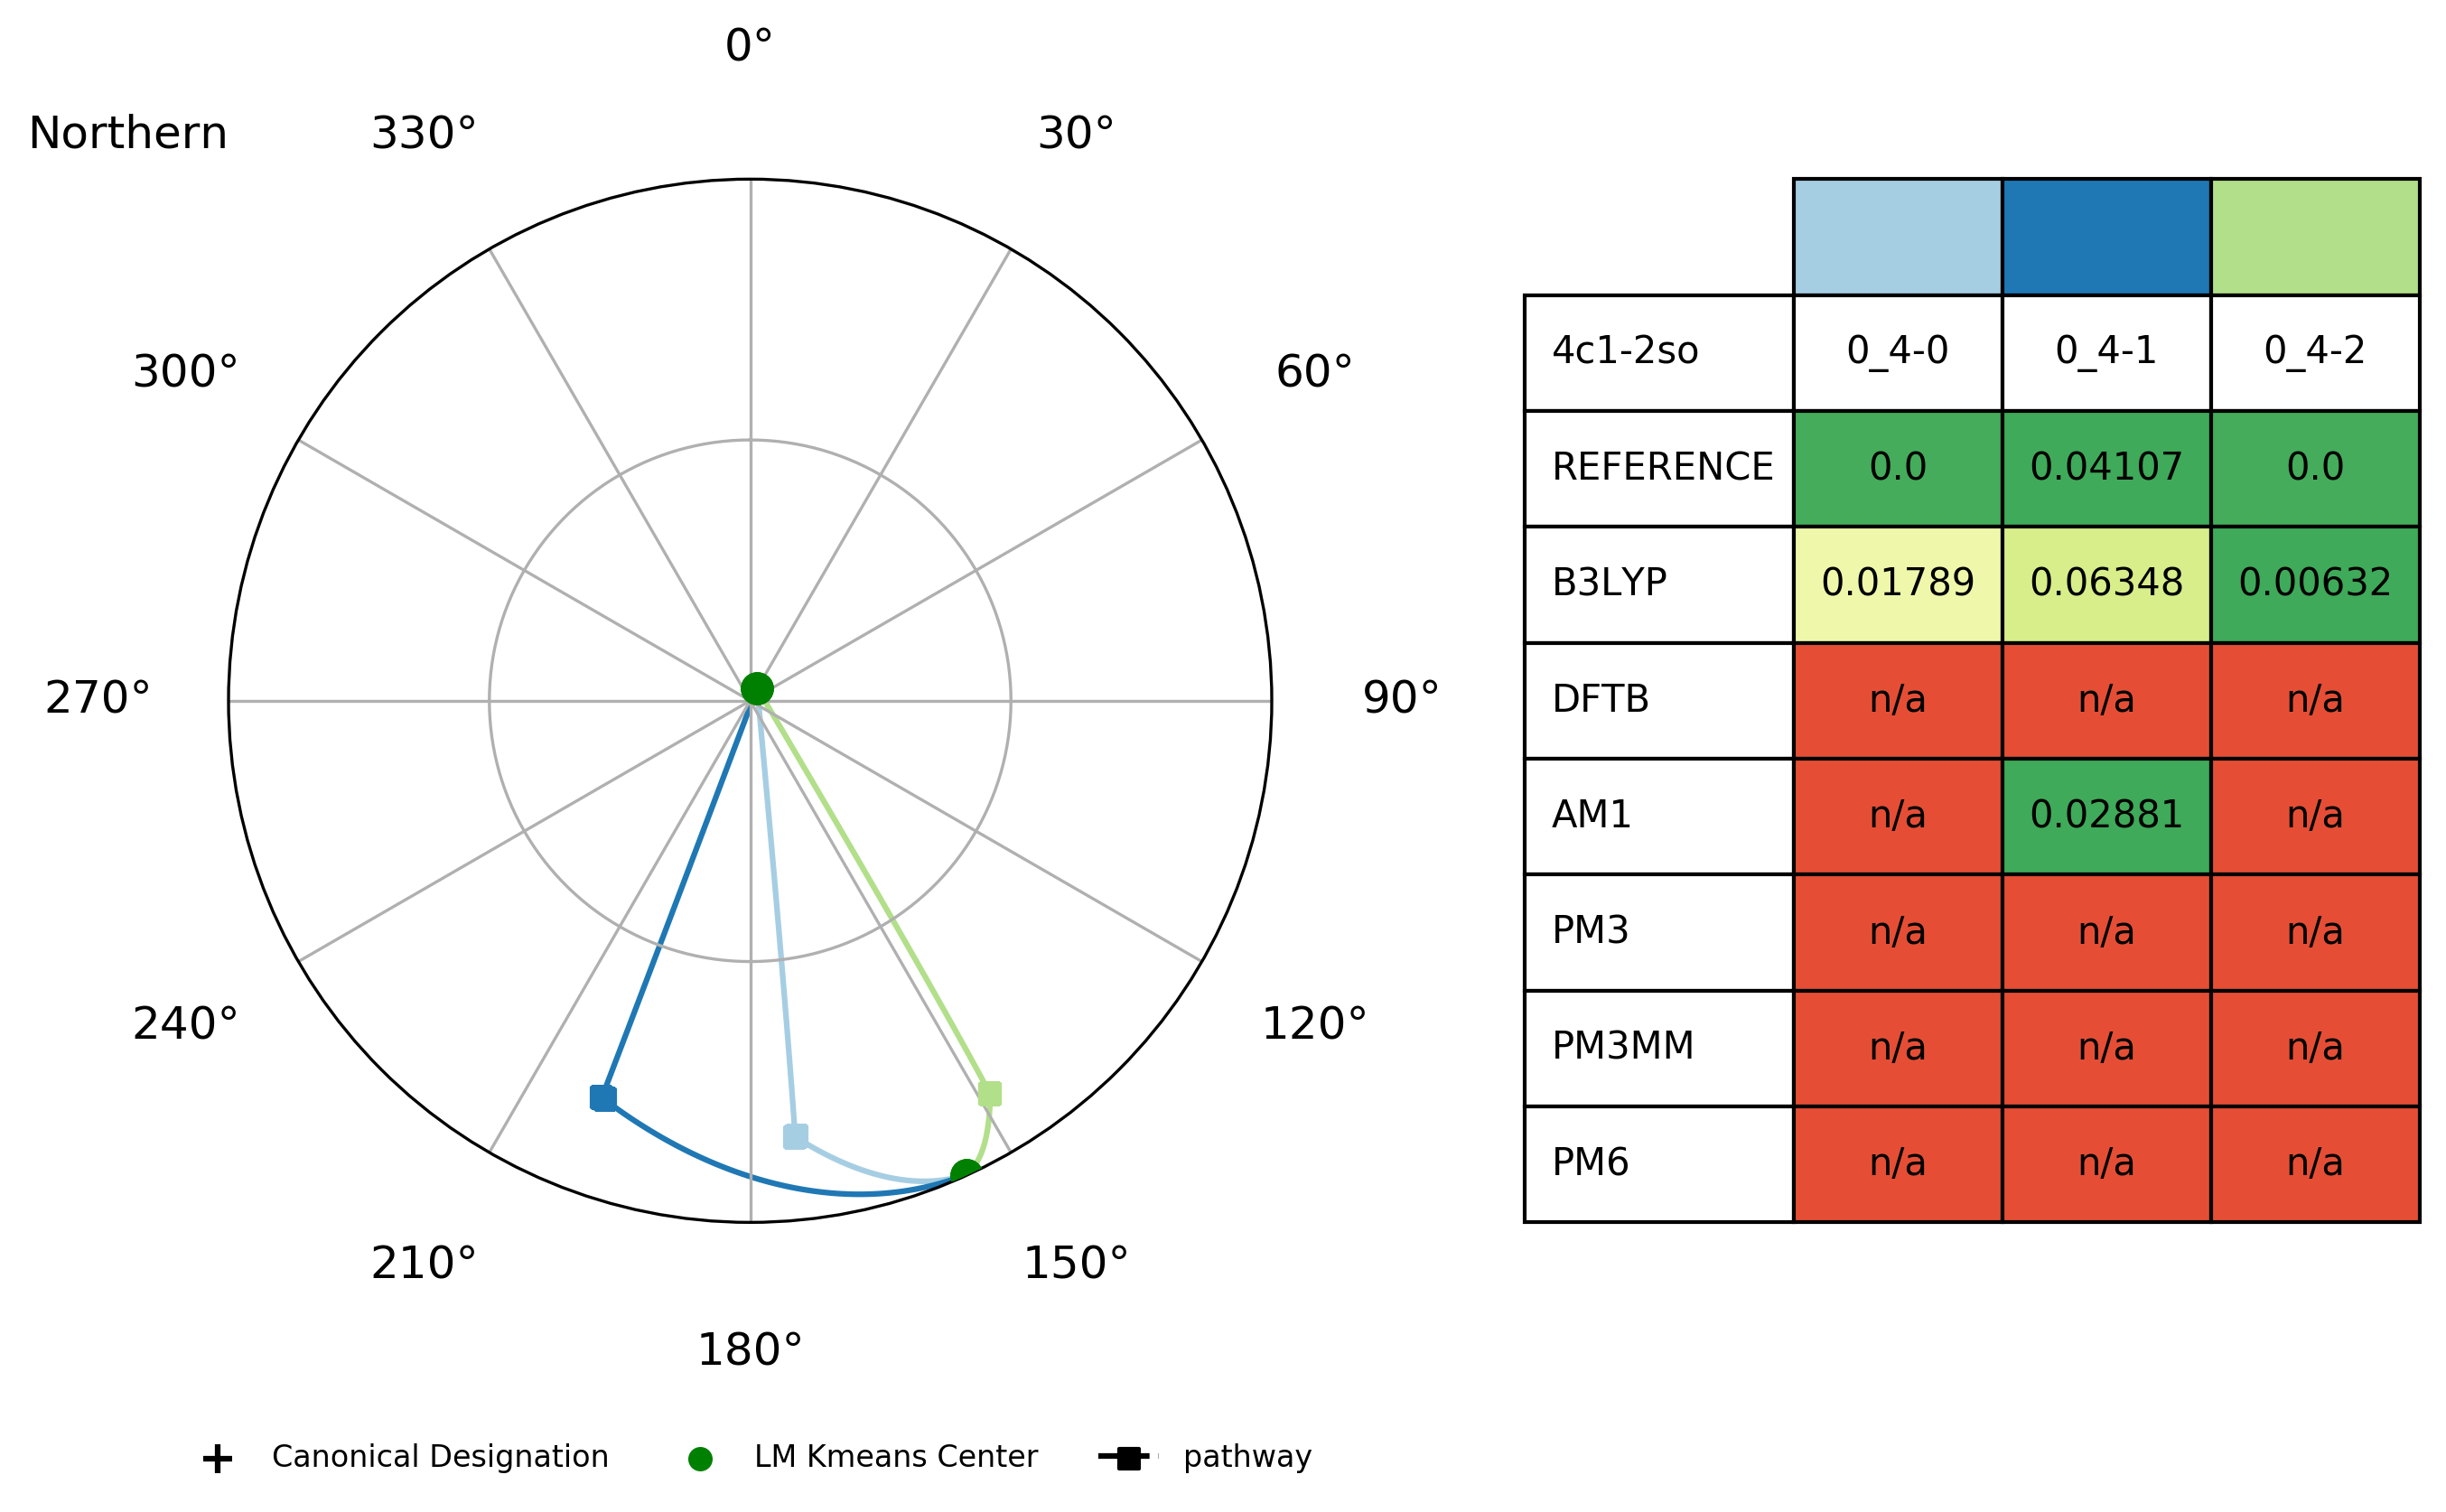 0°
Northern 330° 30°
300° 60°
270° 90°
240° 120°
210° 150°
180°
4c1-2so 0_4-0 0_4-1 0_4-2
REFERENCE 0.0 0.04107 0.0
B3LYP 0.01789 0.06348 0.00632
DFTB n/a n/a n/a
AM1 n/a 0.02881 n/a
PM3 n/a n/a n/a
PM3MM n/a n/a n/a
PM6 n/a n/a n/a
Canonical Designation LM Kmeans Center pathway